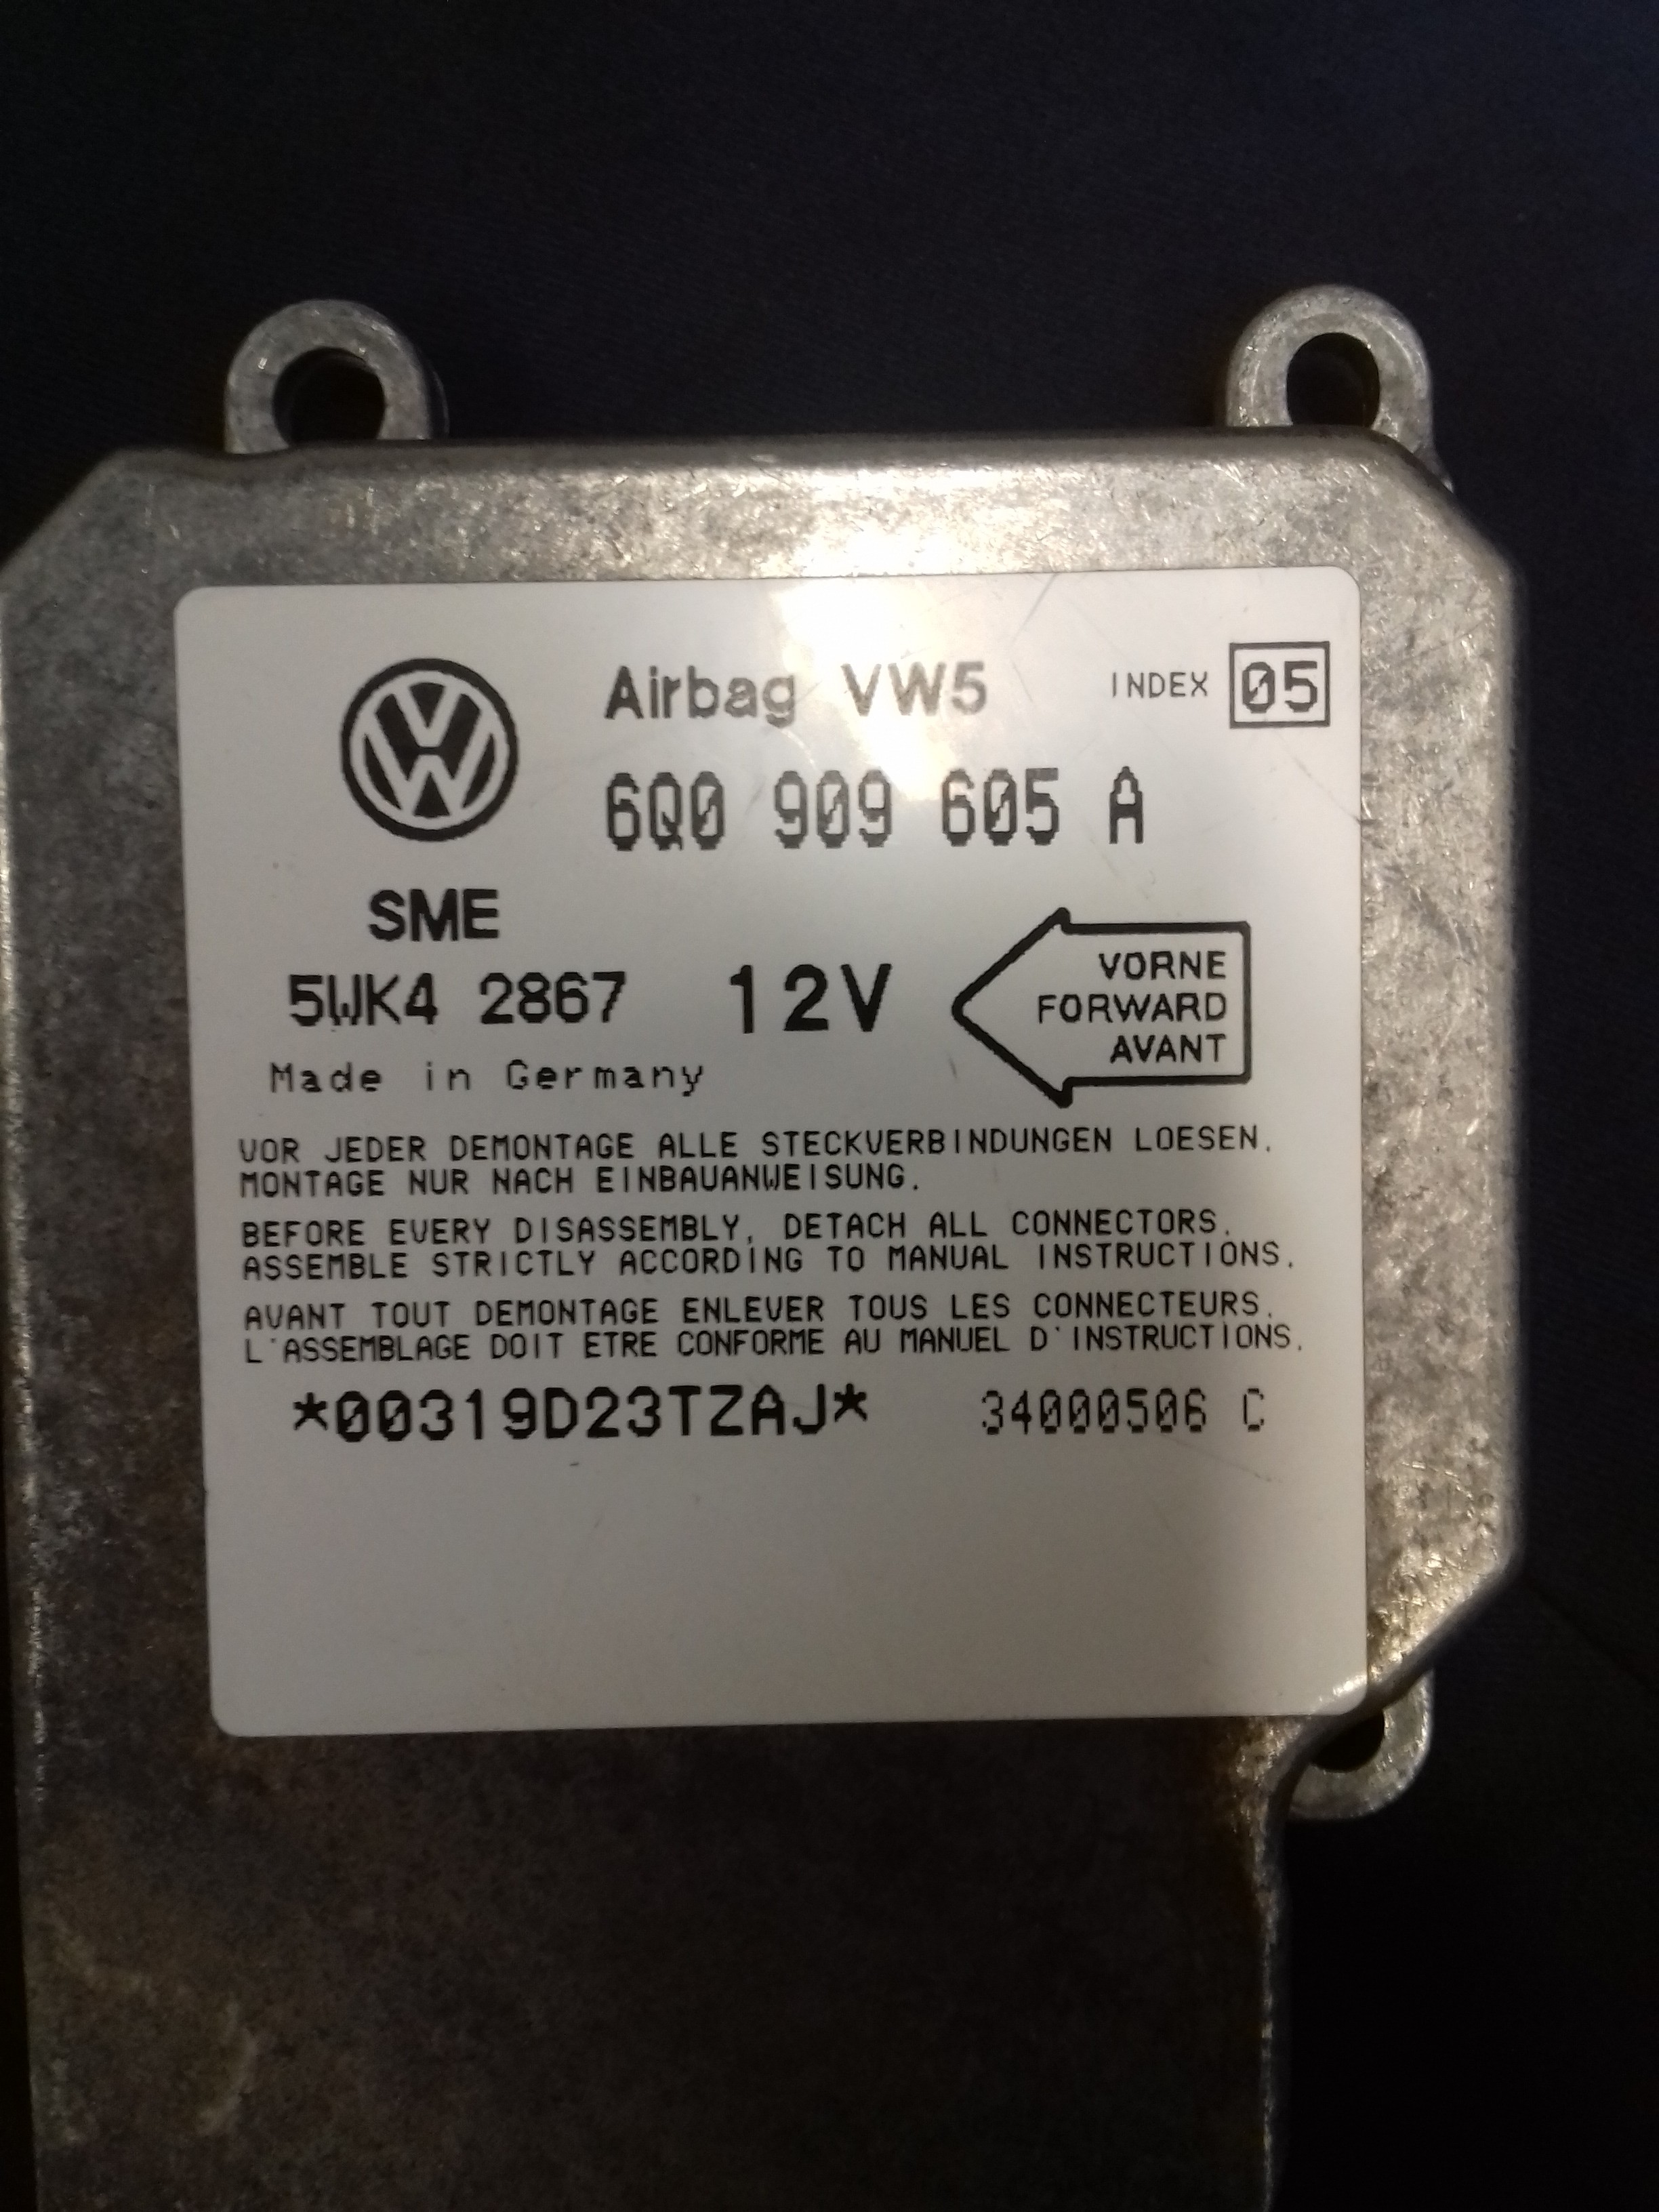 Airbag VW5 INDEX 05
6Q0 909 605 A
SME
5WK4 2867 12V
VORNE
FORWARD
AVANT
Made in Germany
VOR JEDER DEMONTAGE ALLE STECKVERBINDUNGEN LOESEN.
MONTAGE NUR NACH EINBAUANWEISUNG.
BEFORE EVERY DISASSEMBLY, DETACH ALL CONNECTORS.
ASSEMBLE STRICTLY ACCORDING TO MANUAL INSTRUCTIONS.
AVANT TOUT DEMONTAGE ENLEVER TOUS LES CONNECTEURS.
L'ASSEMBLAGE DOIT ETRE CONFORME AU MANUEL D'INSTRUCTIONS.
*00319D23TZAJ* 34000506 C